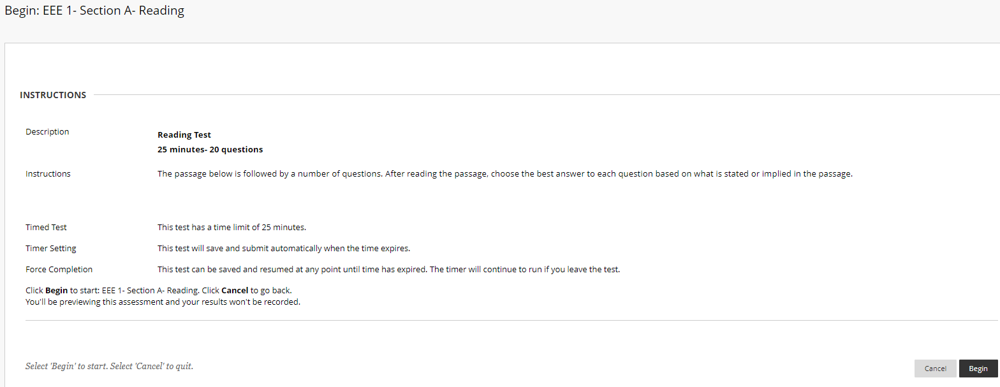 Begin: EEE 1- Section A- Reading
INSTRUCTIONS
Description
Reading Test
25 minutes- 20 questions
Instructions
The passage below is followed by a number of questions. After reading the passage, choose the best answer to each question based on what is stated or implied in the passage.
Timed Test
This test has a time limit of 25 minutes.
Timer Setting
This test will save and submit automatically when the time expires.
Force Completion
This test can be saved and resumed at any point until time has expired. The timer will continue to run if you leave the test.
Click Begin to start: EEE 1- Section A- Reading. Click Cancel to go back.
You'll be previewing this assessment and your results won't be recorded.
Select 'Begin' to start. Select 'Cancel' to quit.
Cancel
Begin